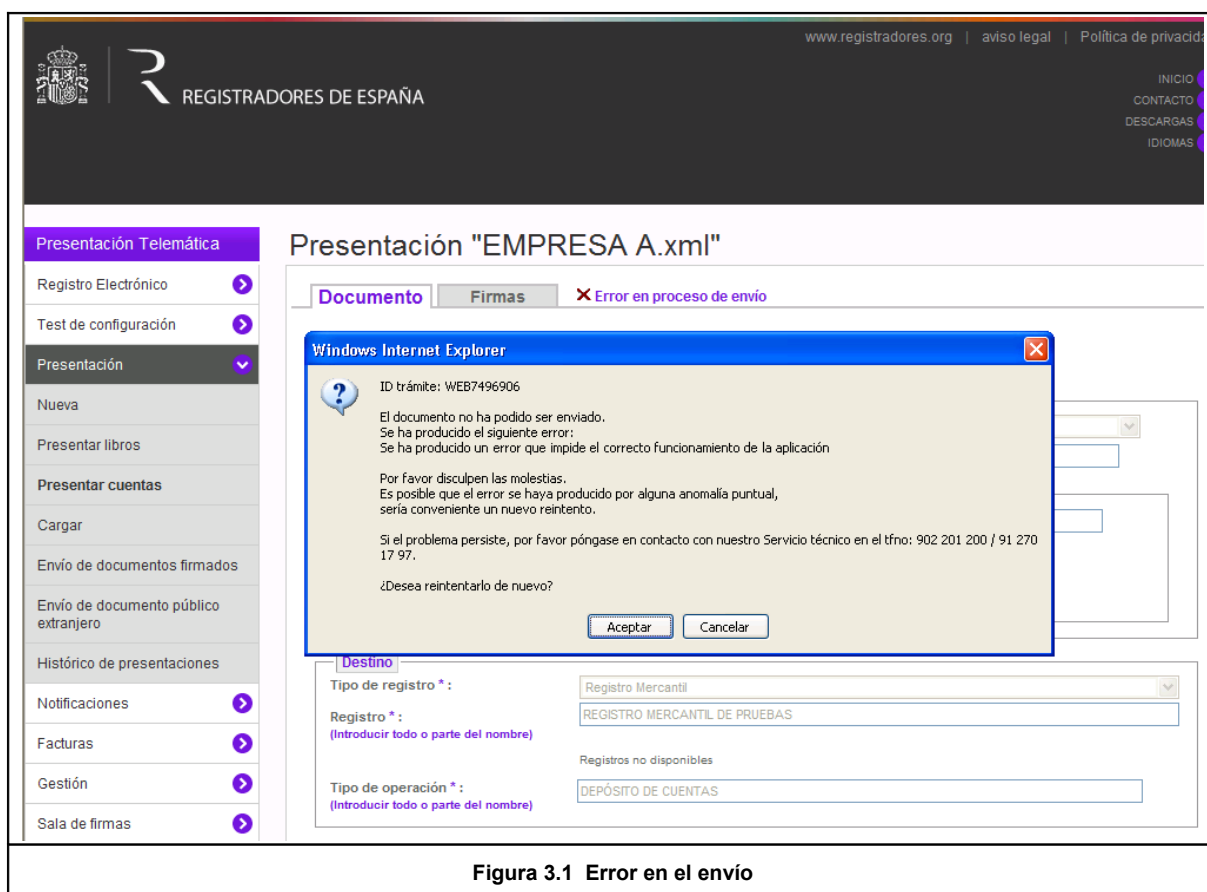 www.registradores.org | aviso legal | Política de privacida
INICIO
CONTACTO
DESCARGAS
IDIOMAS
REGISTRADORES DE ESPAÑA
Presentación Telemática
Registro Electrónico
Test de configuración
Presentación
Nueva
Presentar libros
Presentar cuentas
Cargar
Envío de documentos firmados
Envío de documento público
extranjero
Histórico de presentaciones
Notificaciones
Facturas
Gestión
Sala de firmas
Presentación "EMPRESA A.xml"
Documento
Firmas
Error en proceso de envío
Windows Internet Explorer
ID trámite: WEB7496906
El documento no ha podido ser enviado.
Se ha producido el siguiente error:
Se ha producido un error que impide el correcto funcionamiento de la aplicación
Por favor disculpen las molestias.
Es posible que el error se haya producido por alguna anomalía puntual,
sería conveniente un nuevo reintento.
Si el problema persiste, por favor póngase en contacto con nuestro Servicio técnico en el tfno: 902 201 200 / 91 270
17 97.
¿Desea reintentarlo de nuevo?
Aceptar
Cancelar
Destino
Tipo de registro * :
Registro Mercantil
Registro * :
REGISTRO MERCANTIL DE PRUEBAS
(Introducir todo o parte del nombre)
Registros no disponibles
Tipo de operación * :
DEPÓSITO DE CUENTAS
(Introducir todo o parte del nombre)
Figura 3.1 Error en el envío